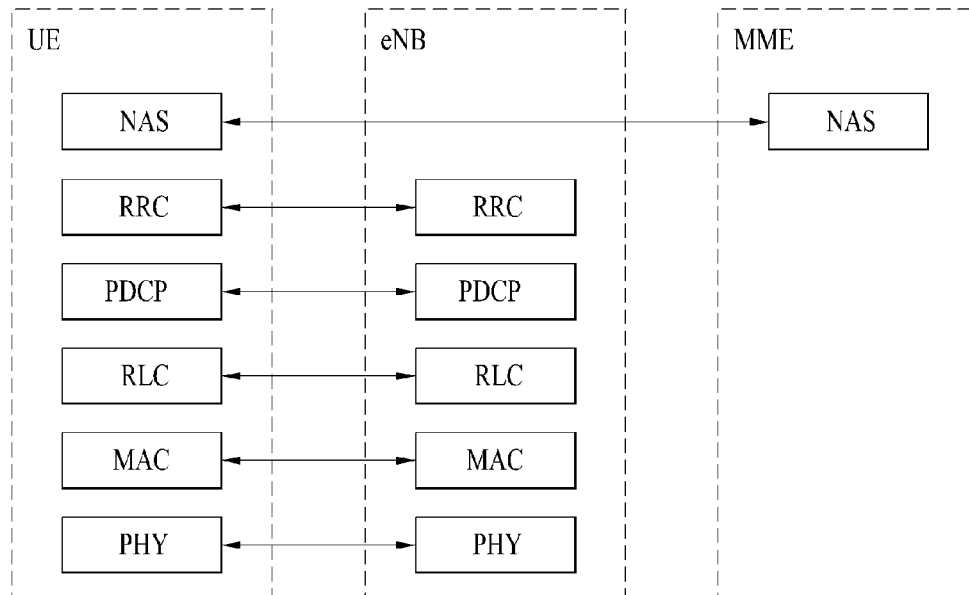 UE eNB MME
NAS NAS
RRC RRC
PDCP PDCP
RLC RLC
MAC MAC
PHY PHY